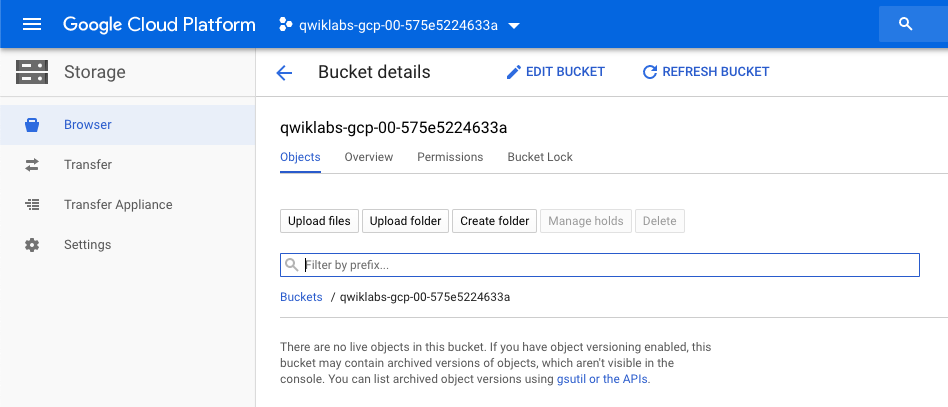 Google Cloud Platform qwiklabs-gcp-00-575e5224633a
Storage
Bucket details EDIT BUCKET REFRESH BUCKET
Browser
Transfer
Transfer Appliance
Settings
qwiklabs-gcp-00-575e5224633a
Objects Overview Permissions Bucket Lock
Upload files Upload folder Create folder Manage holds Delete
Filter by prefix...
Buckets / qwiklabs-gcp-00-575e5224633a
There are no live objects in this bucket. If you have object versioning enabled, this
bucket may contain archived versions of objects, which aren't visible in the
console. You can list archived object versions using gsutil or the APIs.